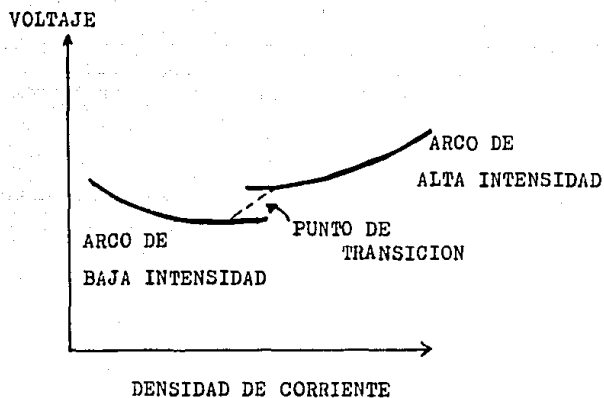 VOLTAJE
ARCO DE
ALTA INTENSIDAD
PUNTO DE
TRANSICION
ARCO DE
BAJA INTENSIDAD
DENSIDAD DE CORRIENTE